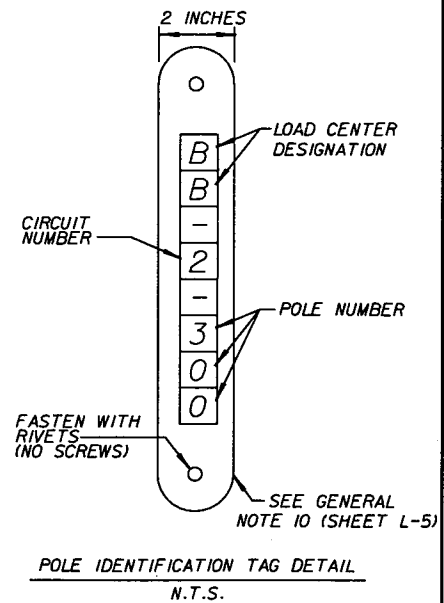 2 INCHES
B
B
-
2
-
3
0
0
LOAD CENTER
DESIGNATION
CIRCUIT
NUMBER
POLE NUMBER
FASTEN WITH
RIVETS
(NO SCREWS)
SEE GENERAL
NOTE 10 (SHEET L-5)
POLE IDENTIFICATION TAG DETAIL
N.T.S.